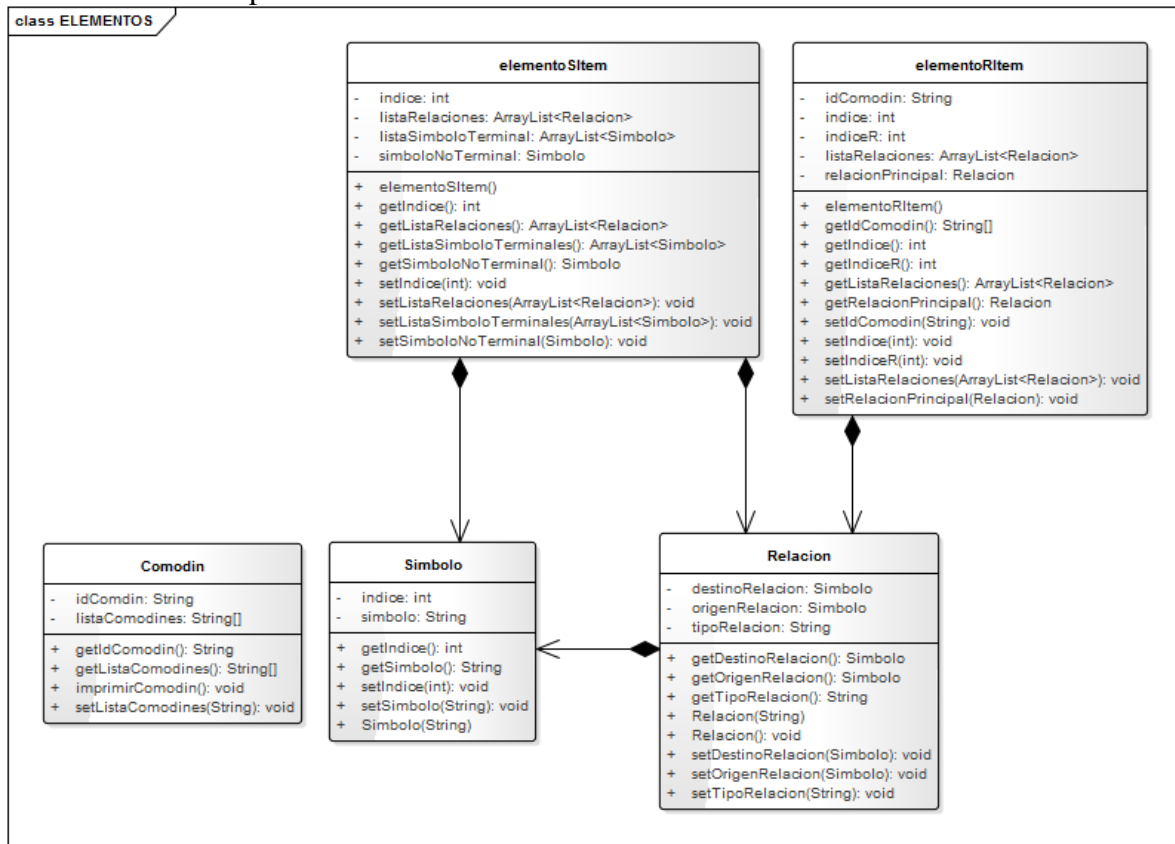 class ELEMENTOS
elementoSItem
- indice: int
- listaRelaciones: ArrayList<Relacion>
- listaSimboloTerminal: ArrayList<Simbolo>
- simboloNoTerminal: Simbolo
+ elementoSItem()
+ getIndice(): int
+ getListaRelaciones(): ArrayList<Relacion>
+ getListaSimboloTerminales(): ArrayList<Simbolo>
+ getSimboloNoTerminal(): Simbolo
+ setIndice(int): void
+ setListaRelaciones(ArrayList<Relacion>): void
+ setListaSimboloTerminales(ArrayList<Simbolo>): void
+ setSimboloNoTerminal(Simbolo): void
elementoRItem
- idComodin: String
- indice: int
- indiceR: int
- listaRelaciones: ArrayList<Relacion>
- relacionPrincipal: Relacion
+ elementoRItem()
+ getIdComodin(): String[]
+ getIndice(): int
+ getIndiceR(): int
+ getListaRelaciones(): ArrayList<Relacion>
+ getRelacionPrincipal(): Relacion
+ setIdComodin(String): void
+ setIndice(int): void
+ setIndiceR(int): void
+ setListaRelaciones(ArrayList<Relacion>): void
+ setRelacionPrincipal(Relacion): void
Comodin
- idComdin: String
- listaComodines: String[]
+ getIdComodin(): String
+ getListaComodines(): String[]
+ imprimirComodin(): void
+ setListaComodines(String): void
Simbolo
- indice: int
- simbolo: String
+ getIndice(): int
+ getSimbolo(): String
+ setIndice(int): void
+ setSimbolo(String): void
+ Simbolo(String)
Relacion
- destinoRelacion: Simbolo
- origenRelacion: Simbolo
- tipoRelacion: String
+ getDestinoRelacion(): Simbolo
+ getOrigenRelacion(): Simbolo
+ getTipoRelacion(): String
+ Relacion(String)
+ Relacion(): void
+ setDestinoRelacion(Simbolo): void
+ setOrigenRelacion(Simbolo): void
+ setTipoRelacion(String): void